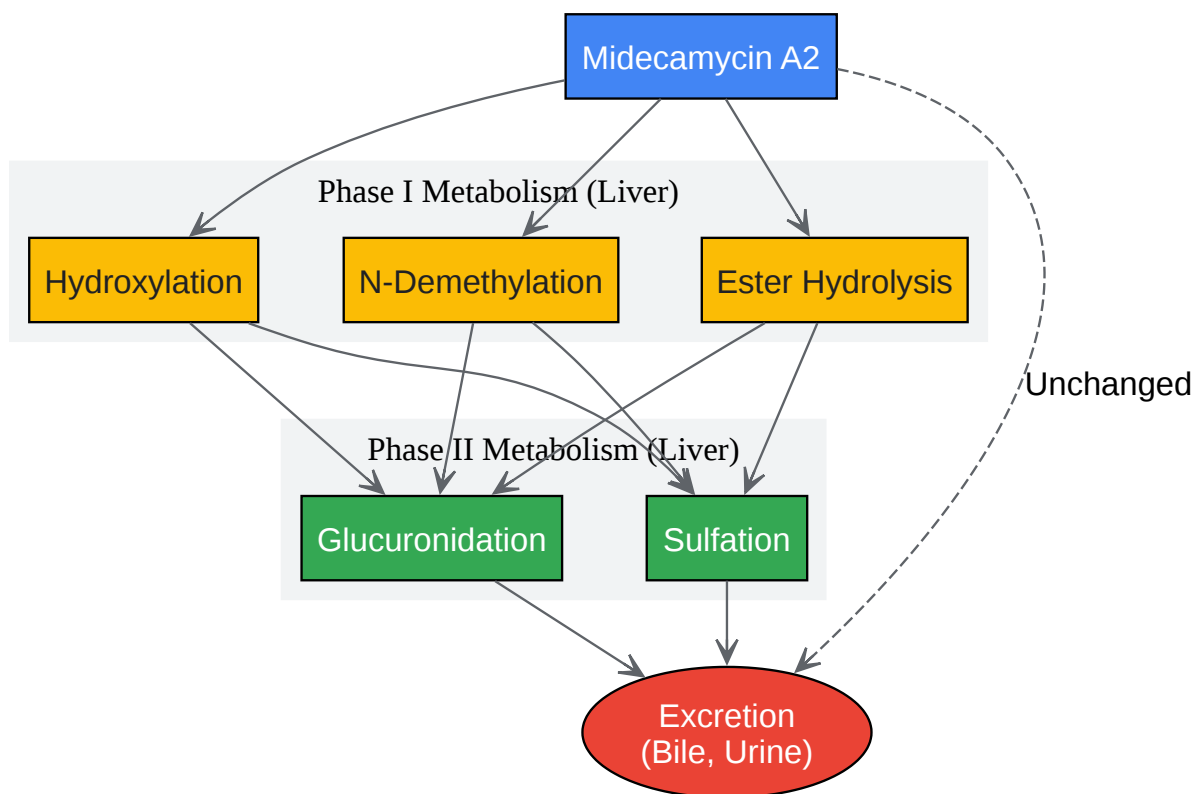 Midecamycin A2
Phase I Metabolism (Liver)
Hydroxylation
N-Demethylation
Ester Hydrolysis
Unchanged
Phase II Metabolism (Liver)
Glucuronidation
Sulfation
Excretion
(Bile, Urine)